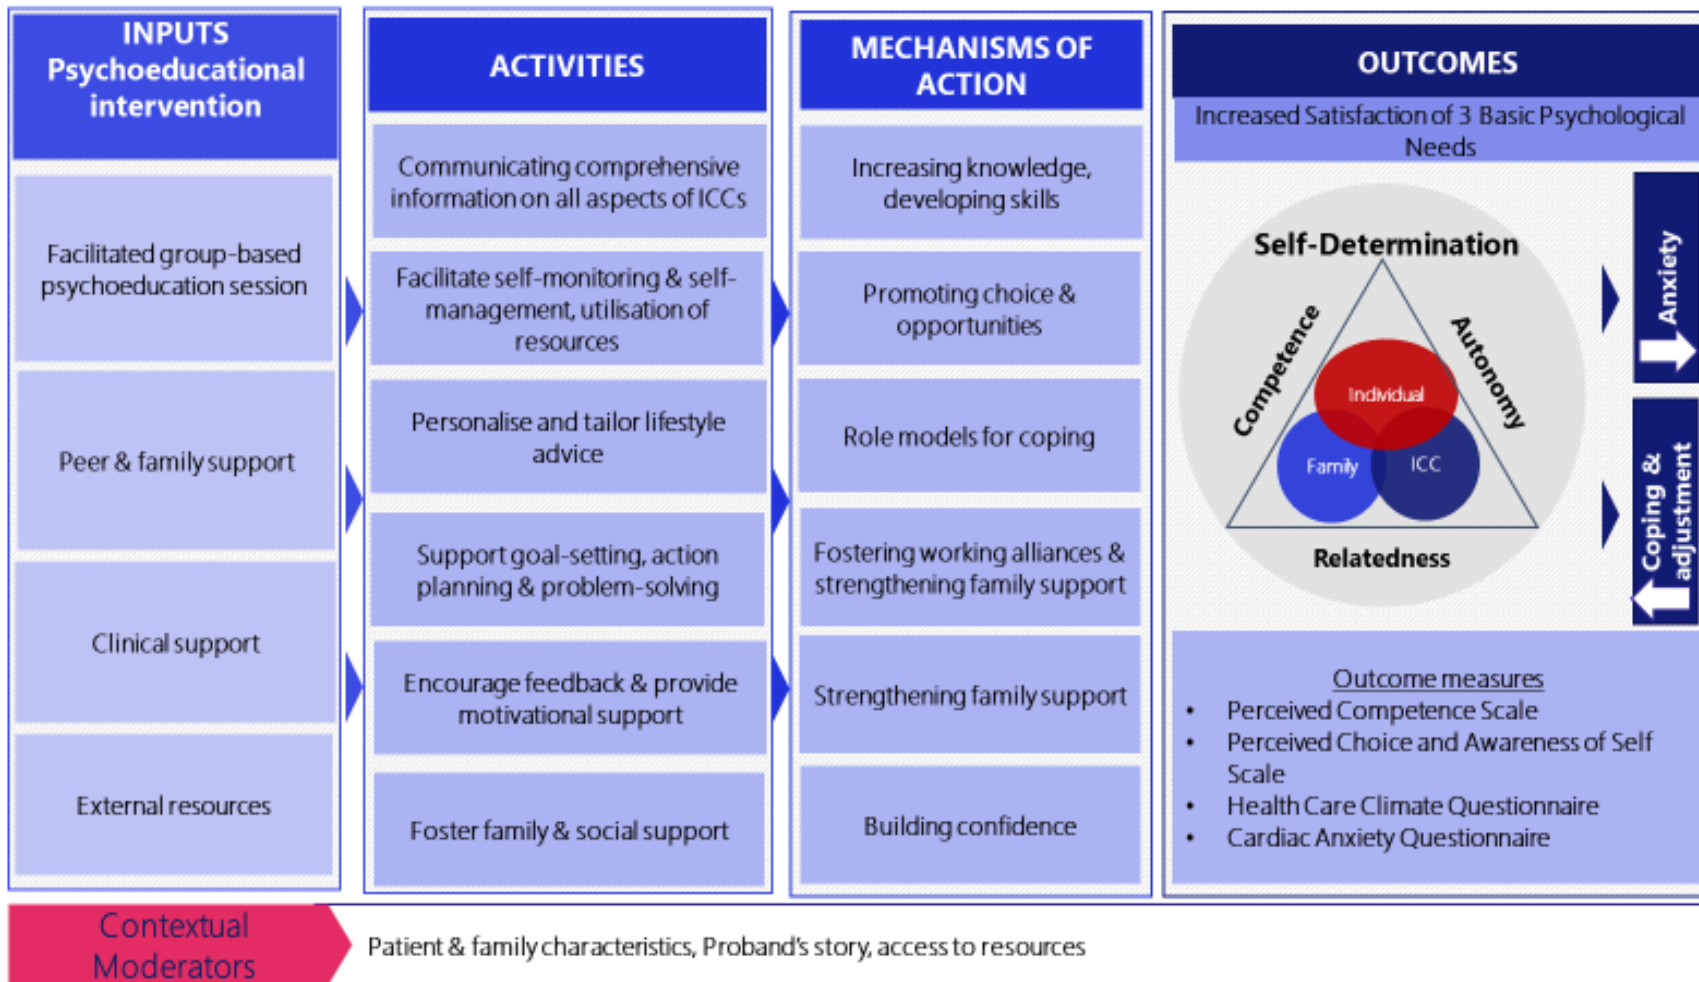 INPUTS
Psychoeducational
intervention
Facilitated group-based
psychoeducation session
Peer & family support
Clinical support
External resources
ACTIVITIES
Communicating comprehensive
information on all aspects of ICCs
Facilitate self-monitoring & self-
management, utilisation of
resources
Personalise and tailor lifestyle
advice
Support goal-setting, action
planning & problem-solving
Encourage feedback & provide
motivational support
Foster family & social support
MECHANISMS OF
ACTION
Increasing knowledge,
developing skills
Promoting choice &
opportunities
Role models for coping
Fostering working alliances &
strengthening family support
Strengthening family support
Building confidence
OUTCOMES
Increased Satisfaction of 3 Basic Psychological
Needs
Self-Determination
Competence
Autonomy
Individual
Family
ICC
Relatedness
Anxiety
Coping &
adjustment
Outcome measures
• Perceived Competence Scale
• Perceived Choice and Awareness of Self
Scale
• Health Care Climate Questionnaire
• Cardiac Anxiety Questionnaire
Contextual
Moderators
Patient & family characteristics, Proband's story, access to resources